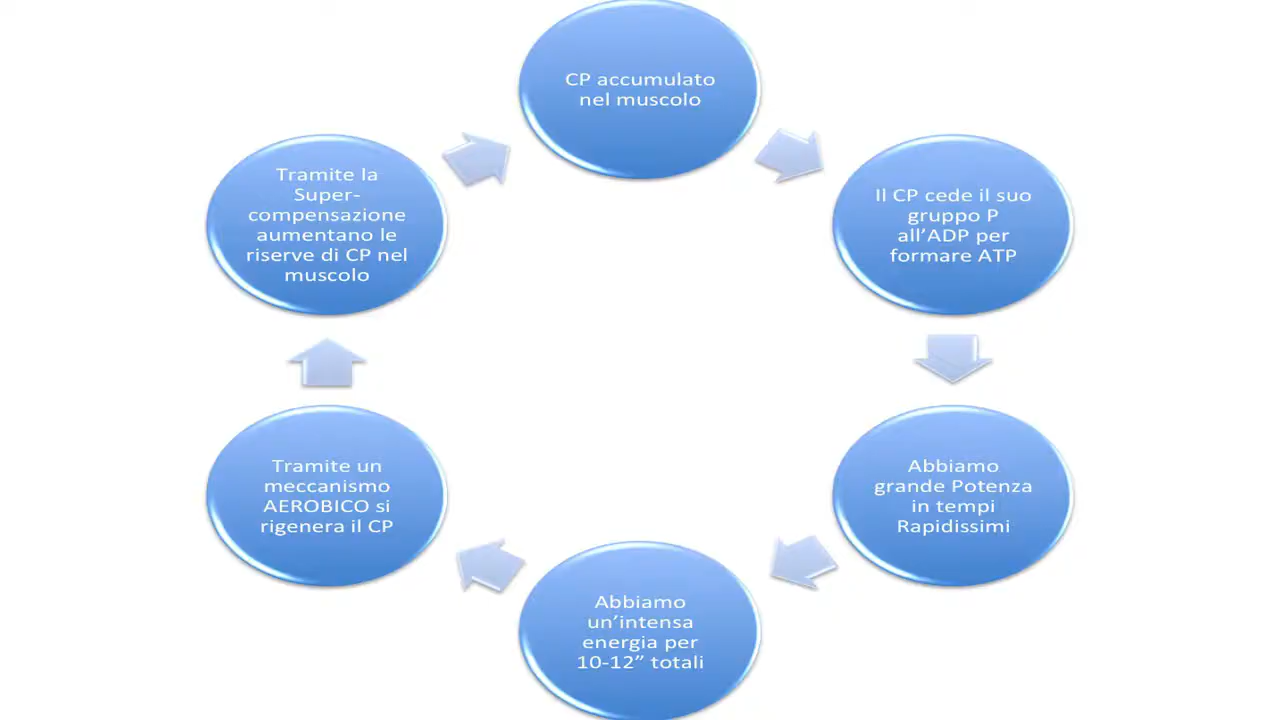 CP accumulato
nel muscolo
Il CP cede il suo
gruppo P
all’ADP per
formare ATP
Abbiamo
grande Potenza
in tempi
Rapidissimi
Abbiamo
un’intensa
energia per
10-12” totali
Tramite un
meccanismo
AEROBICO si
rigenera il CP
Tramite la
Super-
compensazione
aumentano le
riserve di CP nel
muscolo